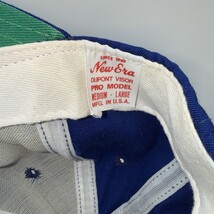 SINCE 1920
New Era
DUPONT VISOR
PRO MODEL
MEDIUM - LARGE
MFG. IN U.S.A.